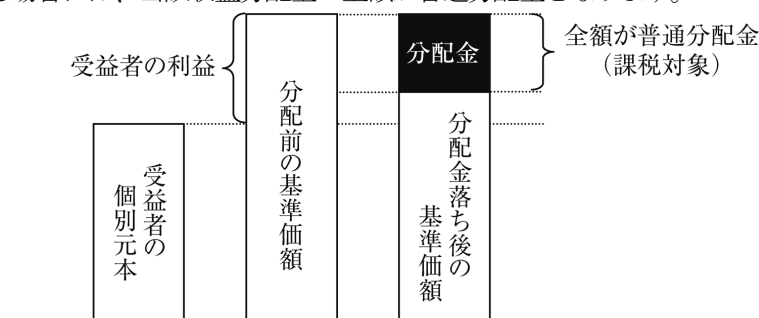 受益者の利益
分配金
全額が普通分配金
（課税対象）
受益者の
個別元本
分配前の基準価額
分配金落ち後の
基準価額